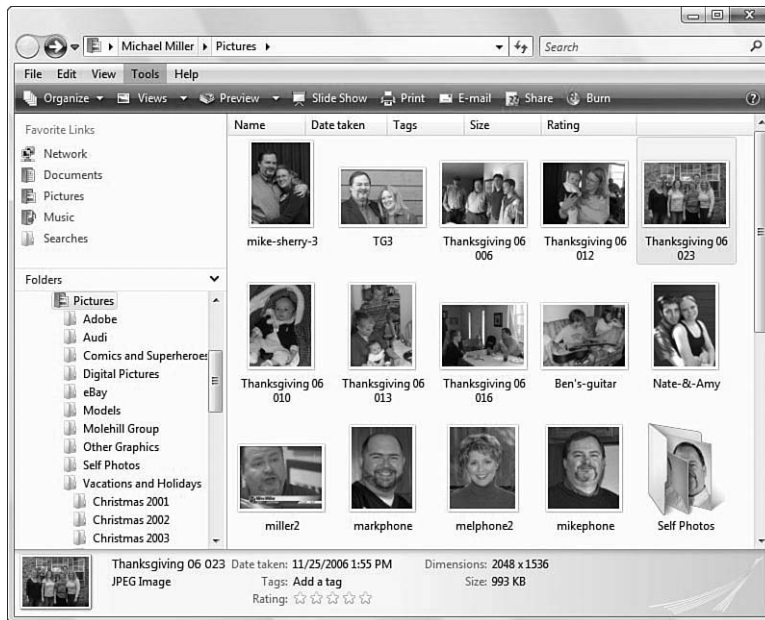 Michael Miller Pictures
Search
File Edit View Tools Help
Organize Views Preview Slide Show Print E-mail Share Burn
Favorite Links
Network
Documents
Pictures
Music
Searches
Folders
Pictures
Adobe
Audi
Comics and Superheroes
Digital Pictures
eBay
Models
Molehill Group
Other Graphics
Self Photos
Vacations and Holidays
Christmas 2001
Christmas 2002
Christmas 2003
Name Date taken Tags Size Rating
mike-sherry-3
TG3
Thanksgiving 06
006
Thanksgiving 06
012
Thanksgiving 06
023
Thanksgiving 06
010
Thanksgiving 06
013
Thanksgiving 06
016
Ben's-guitar
Nate-&-Amy
miller2
markphone
melphone2
mikephone
Self Photos
Thanksgiving 06 023 Date taken: 11/25/2006 1:55 PM Dimensions: 2048 x 1536
JPEG Image Tags: Add a tag Size: 993 KB
Rating: